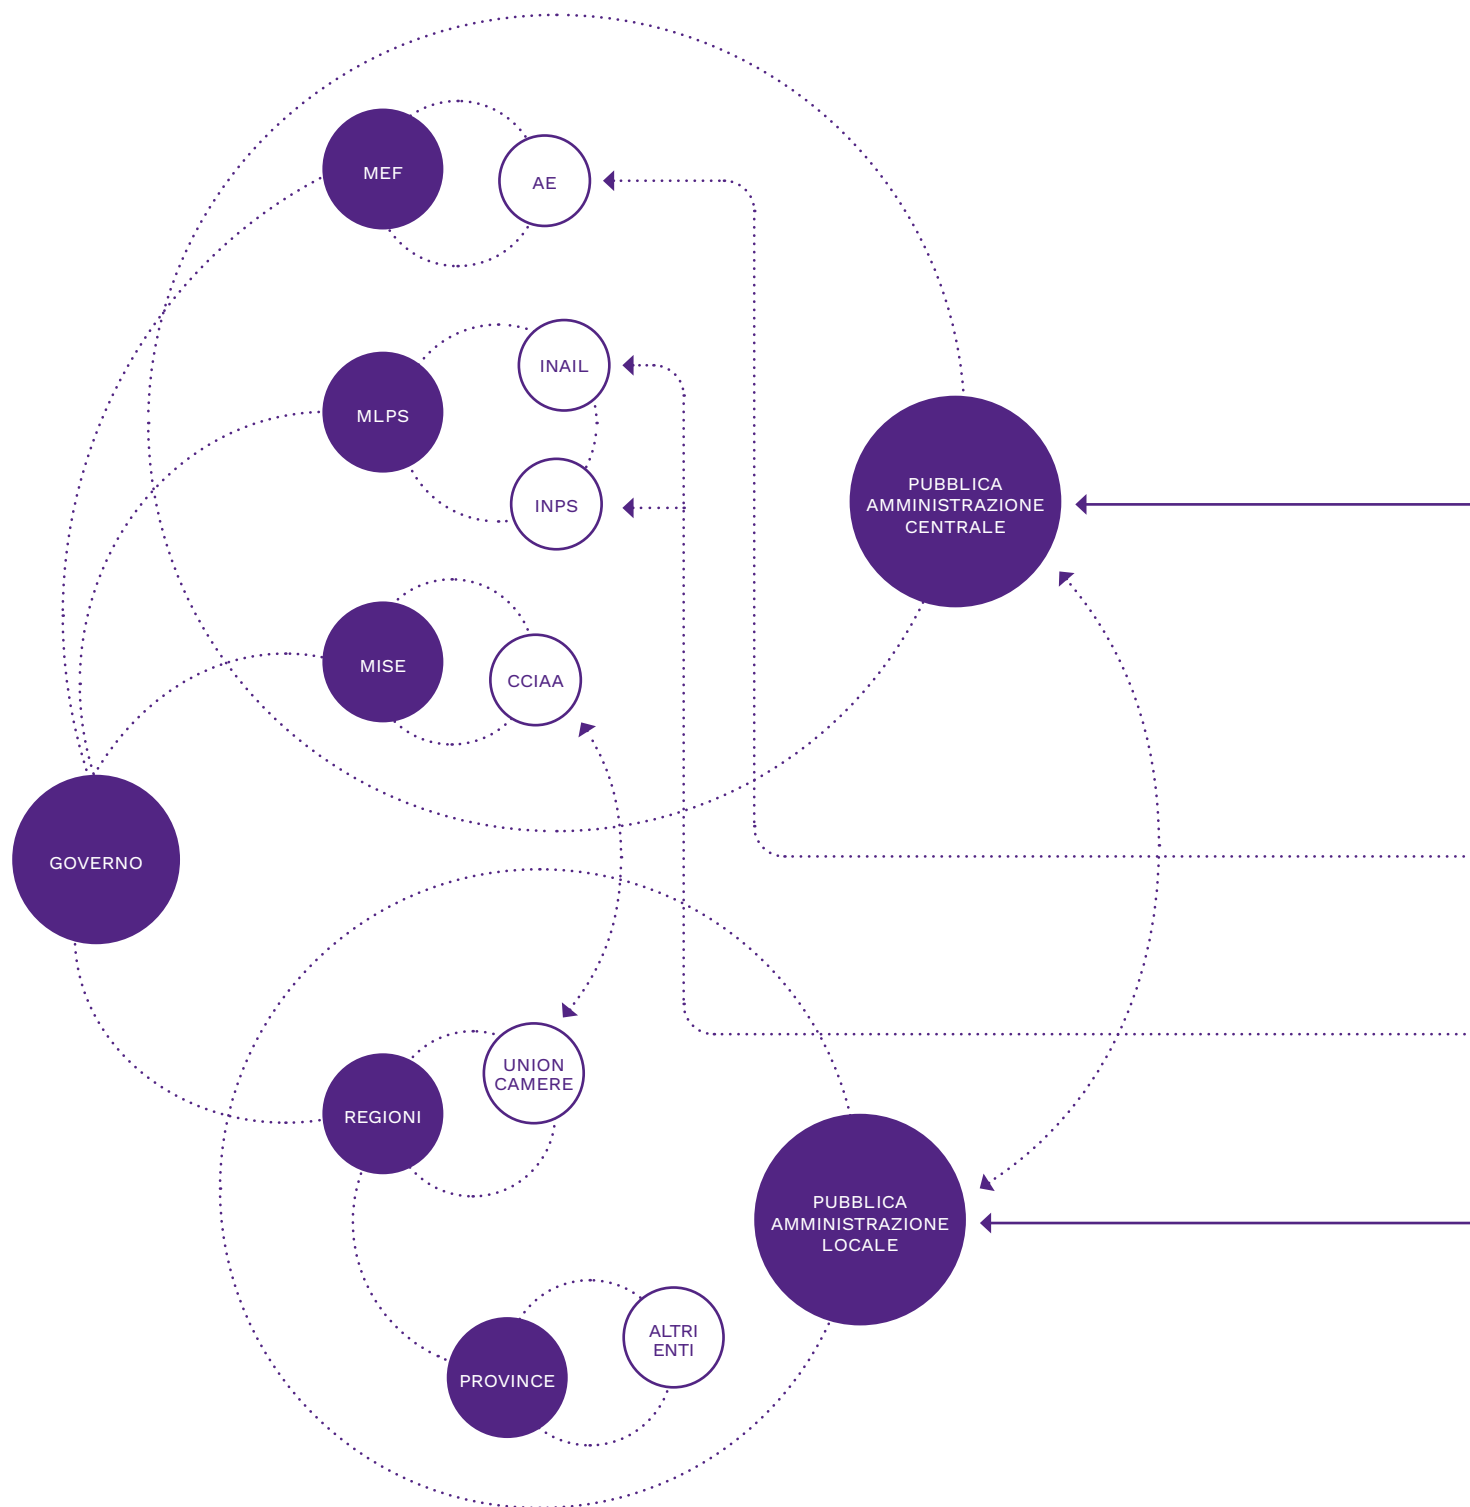 MEF
AE
INAIL
MLPS
INPS
PUBBLICA
AMMINISTRAZIONE
CENTRALE
MISE
CCIAA
GOVERNO
UNION
CAMERE
REGIONI
PUBBLICA
AMMINISTRAZIONE
LOCALE
ALTRI
ENTI
PROVINCE